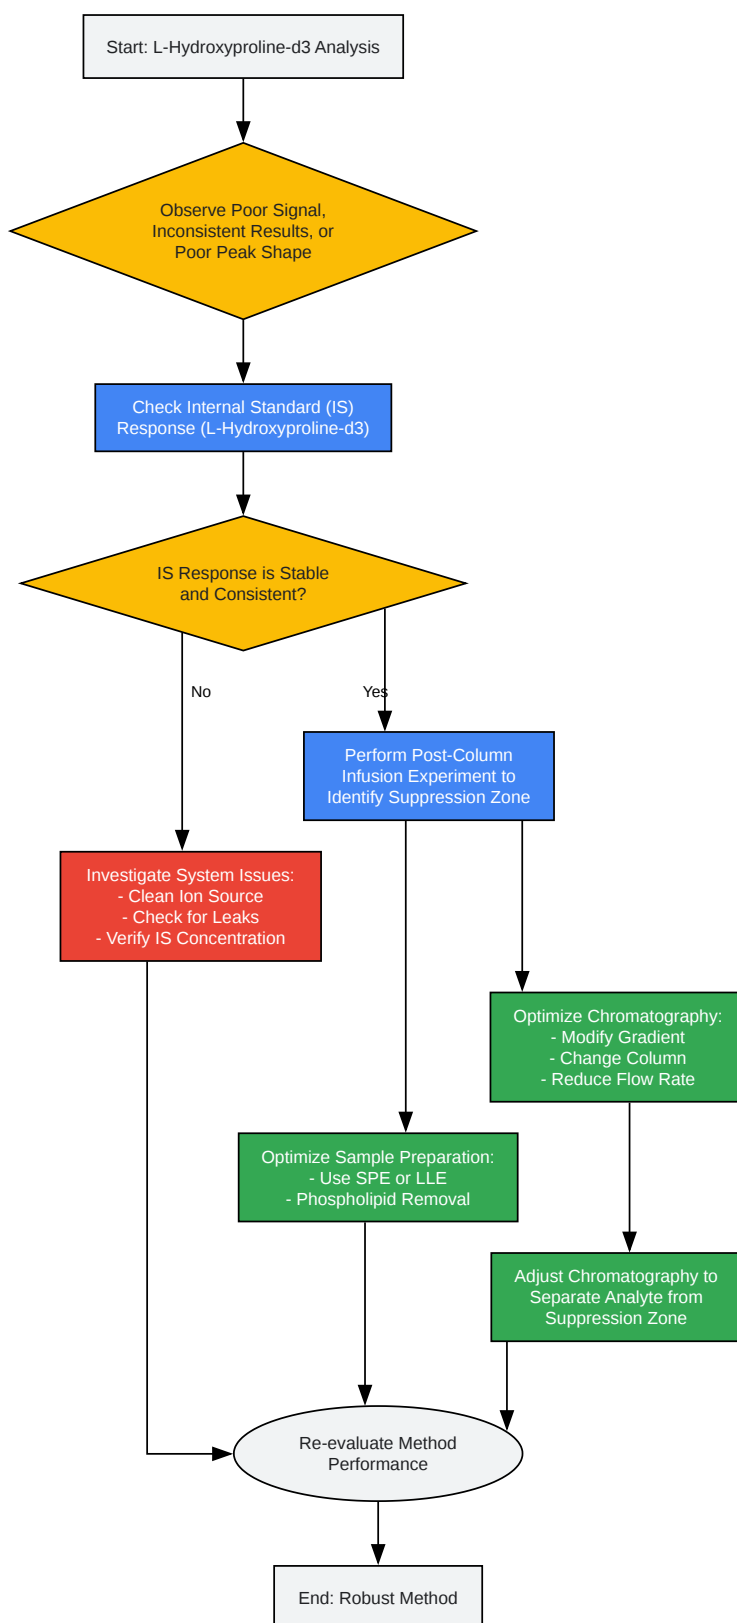 Start: L-Hydroxyproline-d3 Analysis
Observe Poor Signal,
Inconsistent Results, or
Poor Peak Shape
Check Internal Standard (IS)
Response (L-Hydroxyproline-d3)
IS Response is Stable
and Consistent?
No
Yes
Perform Post-Column
Infusion Experiment to
Identify Suppression Zone
Investigate System Issues:
- Clean Ion Source
- Check for Leaks
- Verify IS Concentration
Optimize Chromatography:
- Modify Gradient
- Change Column
- Reduce Flow Rate
Optimize Sample Preparation:
- Use SPE or LLE
- Phospholipid Removal
Adjust Chromatography to
Separate Analyte from
Suppression Zone
Re-evaluate Method
Performance
End: Robust Method